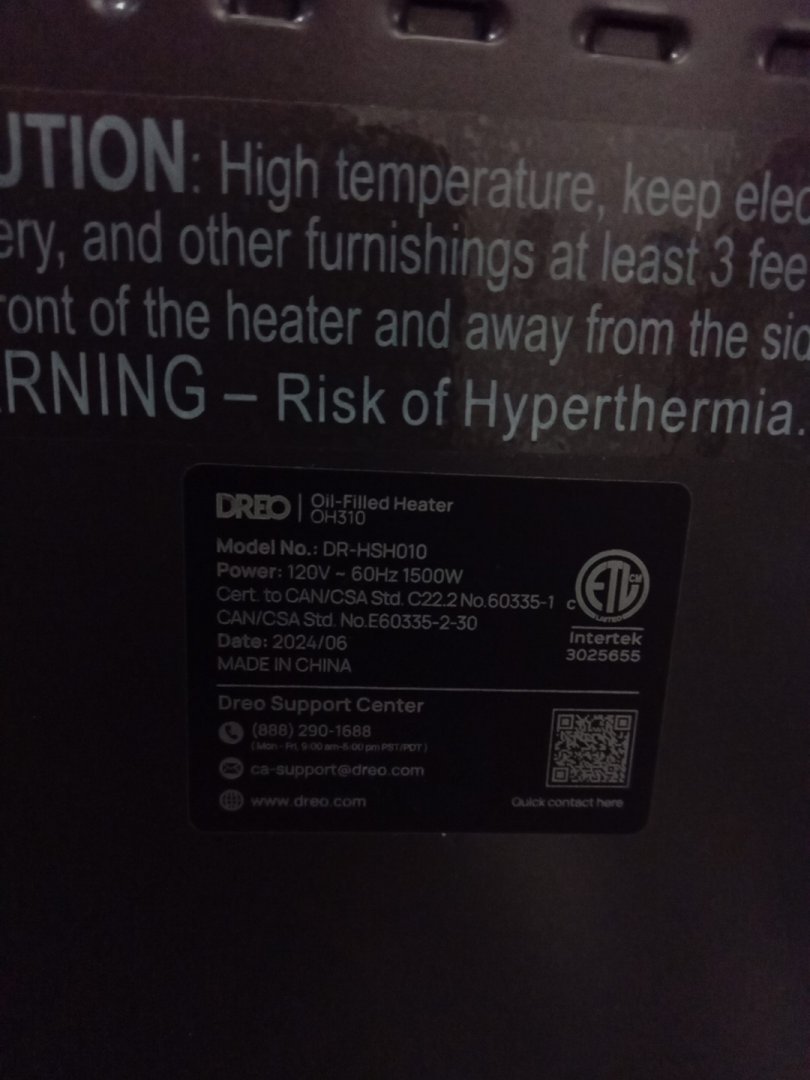 UTION: High temperature, keep elec
ery, and other furnishings at least 3 fee
ront of the heater and away from the sid
RNING – Risk of Hyperthermia.
DREO | Oil-Filled Heater
OH310
Model No.: DR-HSH010
Power: 120V ~ 60Hz 1500W
Cert. to CAN/CSA Std. C22.2 No.60335-1
CAN/CSA Std. No.E60335-2-30
Date: 2024/06
MADE IN CHINA
c ETL CM
LISTED
Intertek
3025655
Dreo Support Center
(888) 290-1688
(Mon - Fri, 9:00 am-5:00 pm PST/PDT)
ca-support@dreo.com
www.dreo.com
Quick contact here